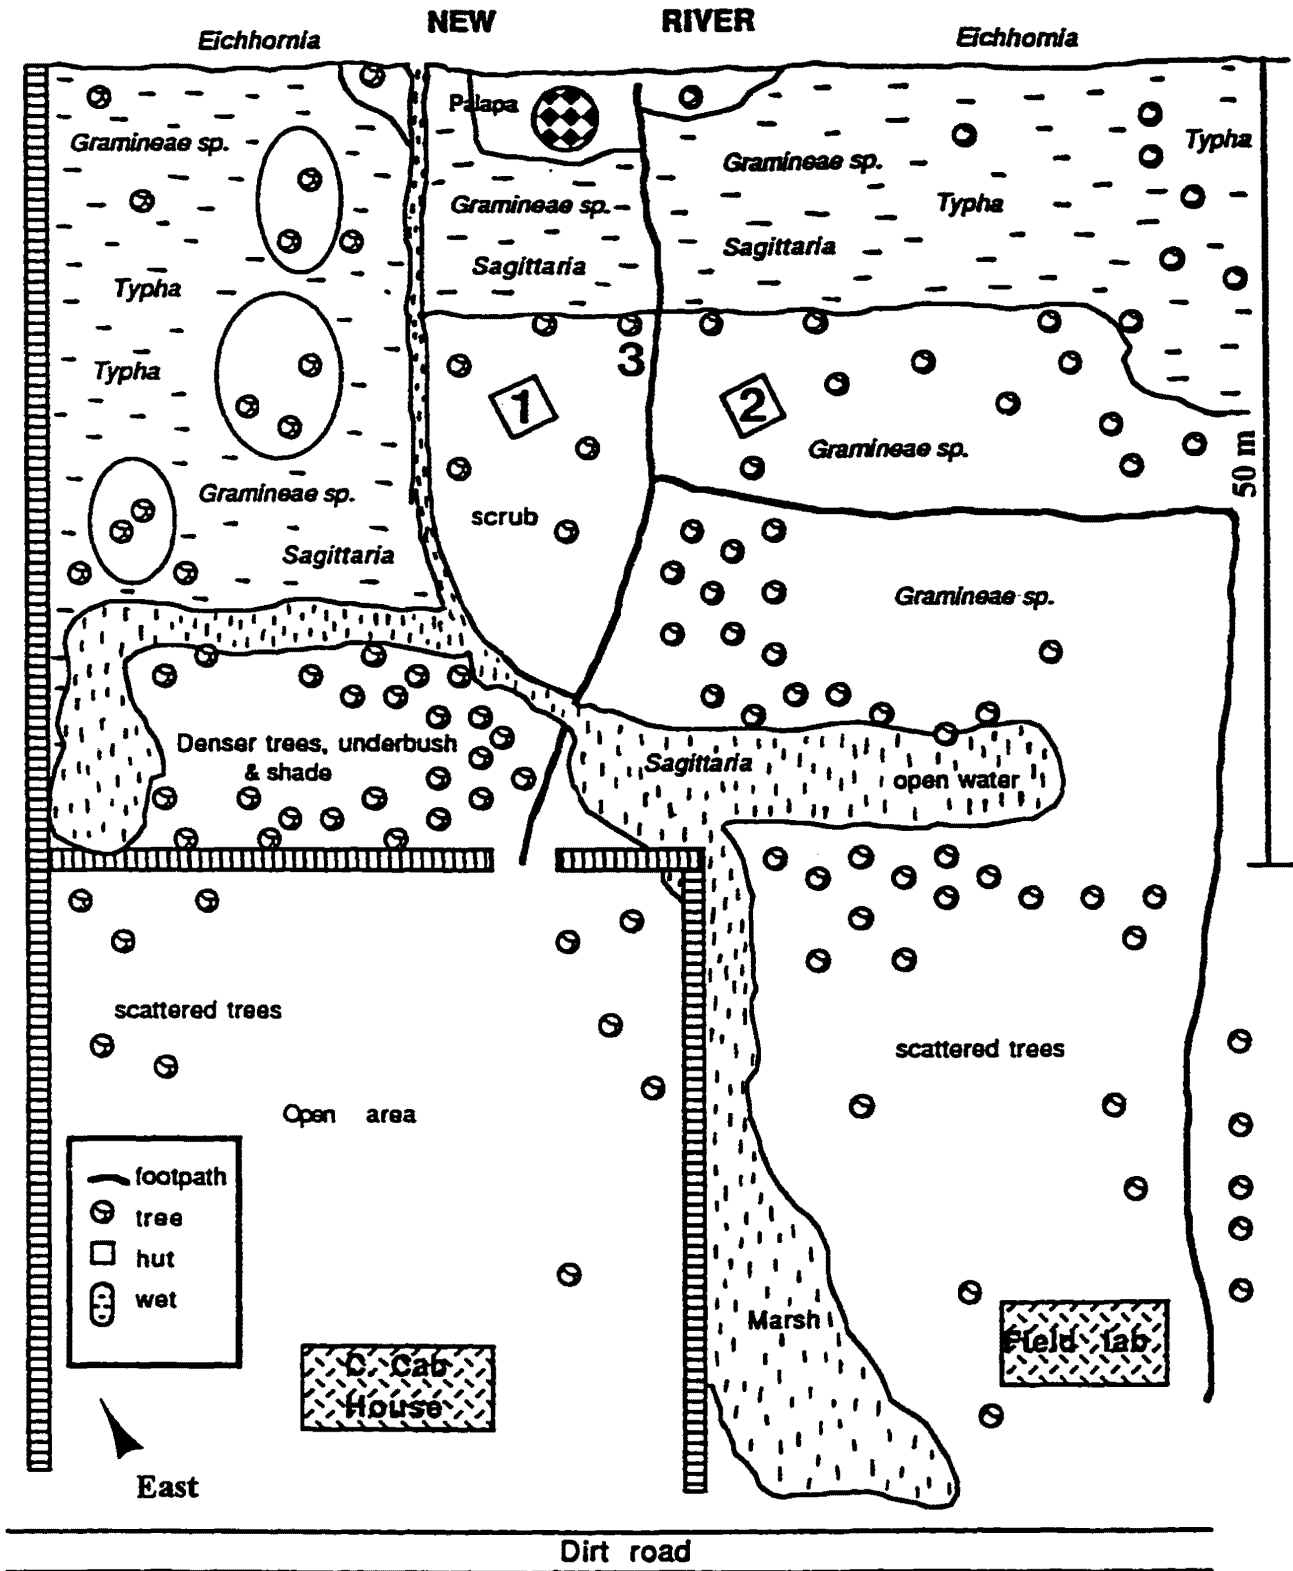 NEW RIVER
Eichhornia
Eichhornia
Palapa
Gramineae sp.
Typha
Gramineae sp.
Gramineae sp.
Typha
Sagittaria
Sagittaria
Typha
3
Typha
1
2
Gramineae sp.
50 m
Gramineae sp.
scrub
Sagittaria
Gramineae sp.
Denser trees, underbush
& shade
Sagittaria
open water
scattered trees
scattered trees
Open area
footpath
tree
hut
wet
Marsh
Field lab
C. Cab
House
East
Dirt road